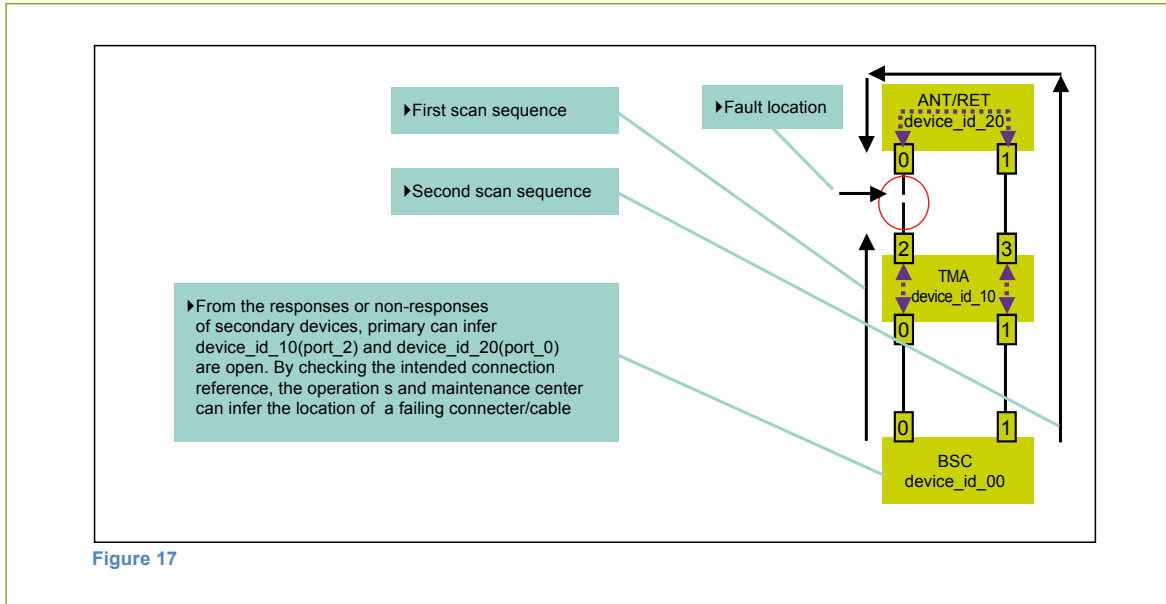 ▶First scan sequence
▶Fault location
▶Second scan sequence
▶From the responses or non-responses
of secondary devices, primary can infer
device_id_10(port_2) and device_id_20(port_0)
are open. By checking the intended connection
reference, the operation s and maintenance center
can infer the location of a failing connecter/cable
ANT/RET
device_id_20
0 1
2 3
TMA
device_id_10
0 1
0 1
BSC
device_id_00
Figure 17